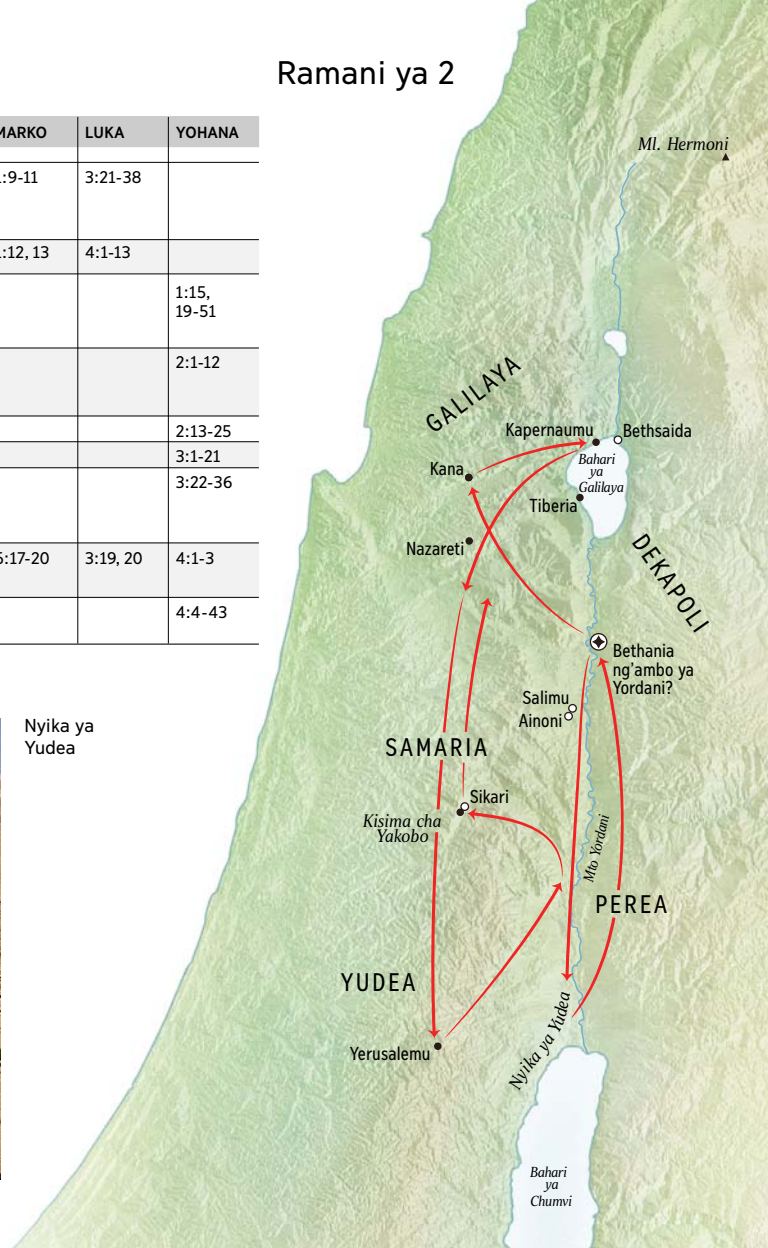 Ramani ya 2
MARKO LUKA YOHANA
:9-11 3:21-38
:12, 13 4:1-13
1:15,
19-51
2:1-12
2:13-25
3:1-21
3:22-36
6:17-20 3:19, 20 4:1-3
4:4-43
Nyika ya
Yudea
Ml. Hermoni
GALILAYA
Kapernaumu
Bethsaida
Kana
Bahari
ya
Galilaya
Tiberia
Nazareti
DEKAPOLI
Bethania
ng'ambo ya
Yordani?
Salimu
Ainoni
SAMARIA
Sikari
Kisima cha
Yakobo
Mto Yordani
PEREA
YUDEA
Nyika ya Yudea
Yerusalemu
Bahari
ya
Chumvi